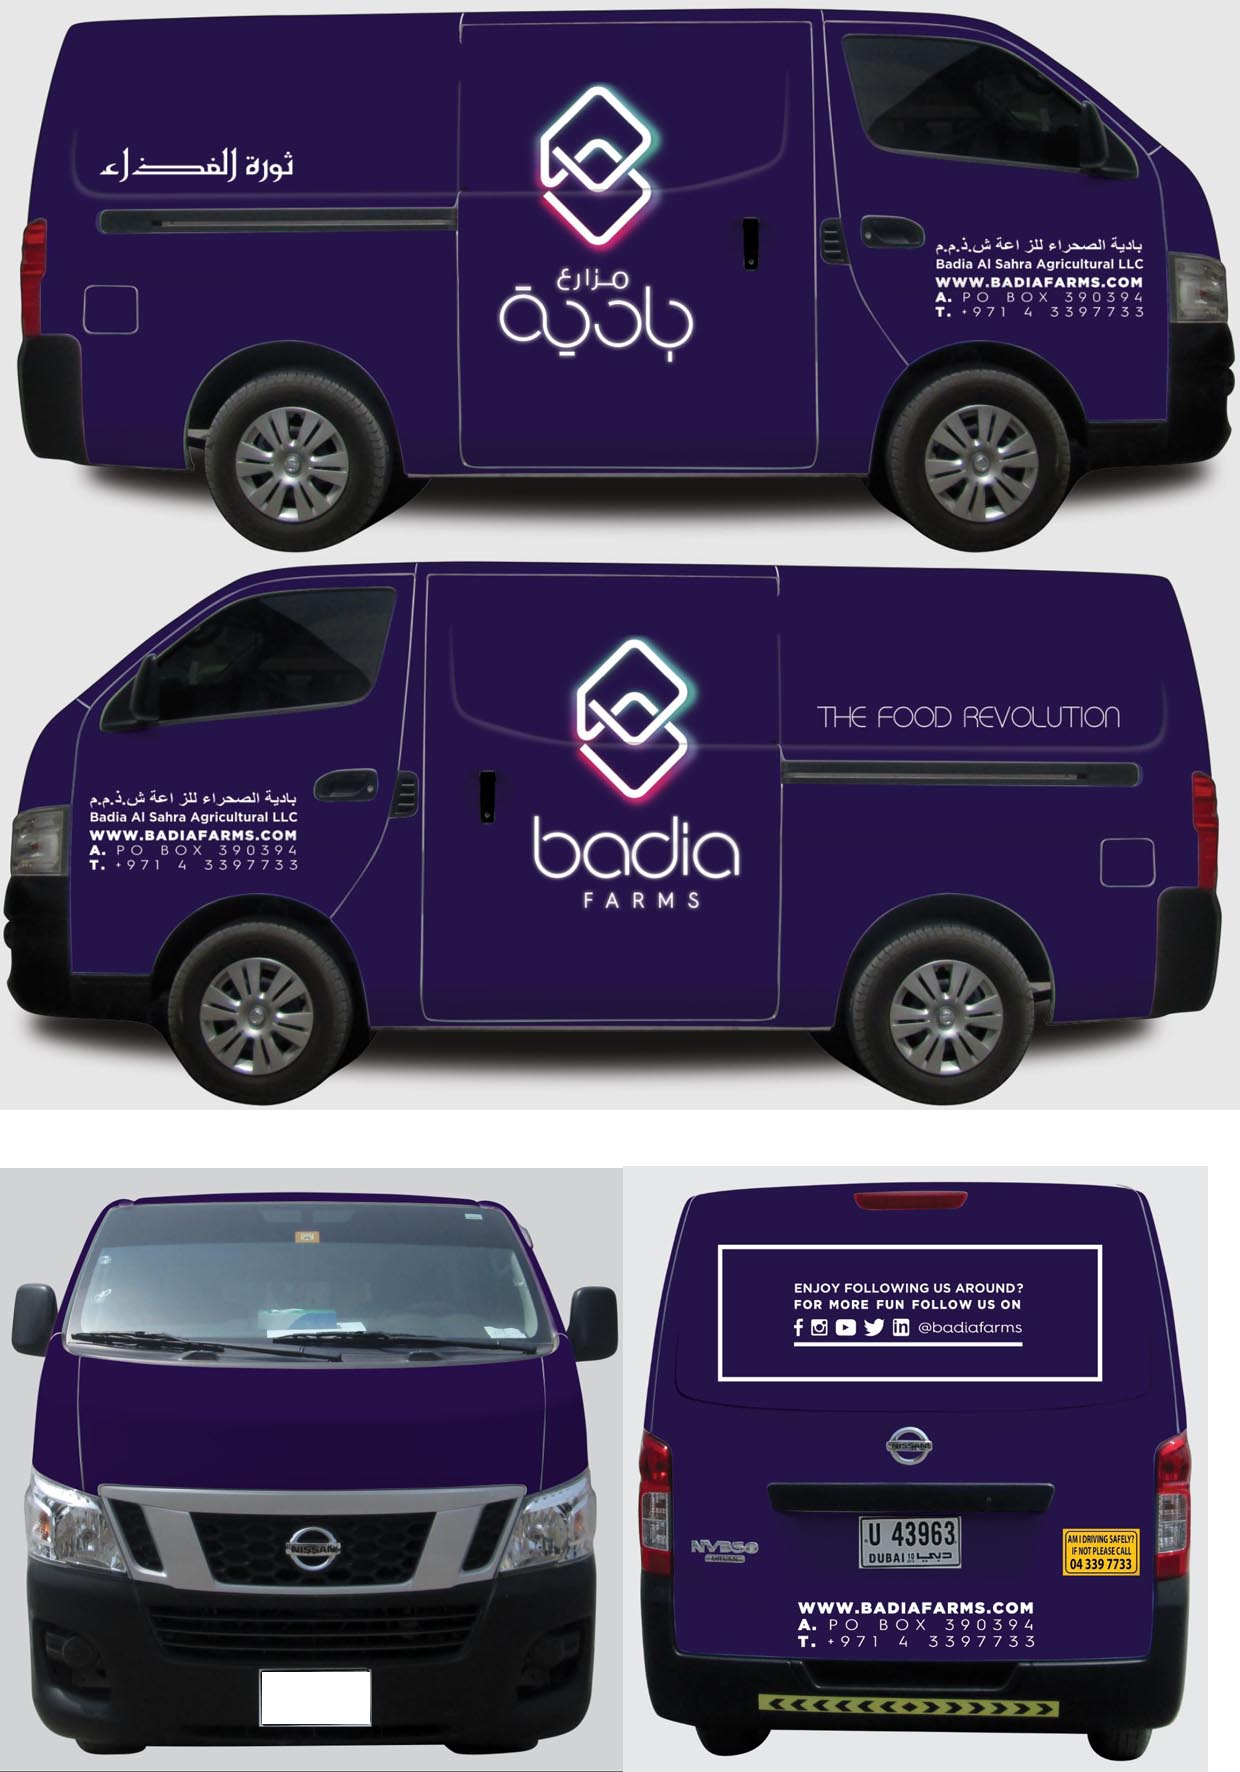 ثورة الغذاء
مزارع
بادية
بادية الصحراء للزراعة ش.ذ.م.م
Badia Al Sahra Agricultural LLC
WWW.BADIAFARMS.COM
A. PO BOX 390394
T. +971 4 3397733
بادية الصحراء للزراعة ش.ذ.م.م
Badia Al Sahra Agricultural LLC
WWW.BADIAFARMS.COM
A. PO BOX 390394
T. +971 4 3397733
badia
FARMS
THE FOOD REVOLUTION
NISSAN
ENJOY FOLLOWING US AROUND?
FOR MORE FUN FOLLOW US ON
f in @badiafarms
NISSAN
U 43963
DUBAI دبي
NV350
AM I DRIVING SAFELY?
IF NOT PLEASE CALL
04 339 7733
WWW.BADIAFARMS.COM
A. PO BOX 390394
T. +971 4 3397733